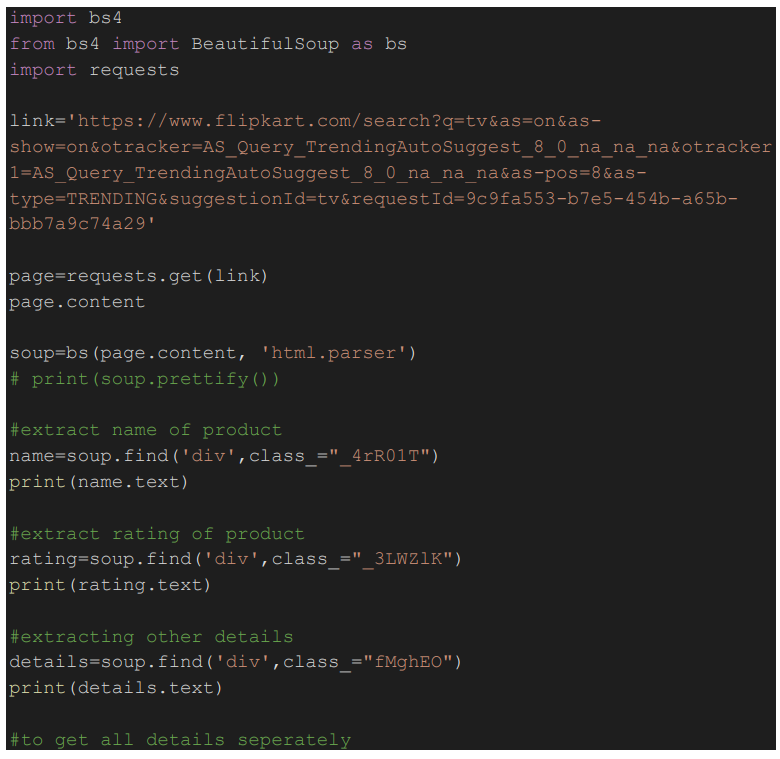 import bs4
from bs4 import BeautifulSoup as bs
import requests
link='https://www.flipkart.com/search?q=tv&as=on&as-
show=on&otracker=AS_Query_TrendingAutoSuggest_8_0_na_na_na&otracker
1=AS_Query_TrendingAutoSuggest_8_0_na_na_na&as-pos=8&as-
type=TRENDING&suggestionId=tv&requestId=9c9fa553-b7e5-454b-a65b-
bbb7a9c74a29'
page=requests.get(link)
page.content
soup=bs(page.content, 'html.parser')
# print(soup.prettify())
#extract name of product
name=soup.find('div',class_="_4rR01T")
print(name.text)
#extract rating of product
rating=soup.find('div',class_="_3LWZlK")
print(rating.text)
#extracting other details
details=soup.find('div',class_="fMghEO")
print(details.text)
#to get all details seperately